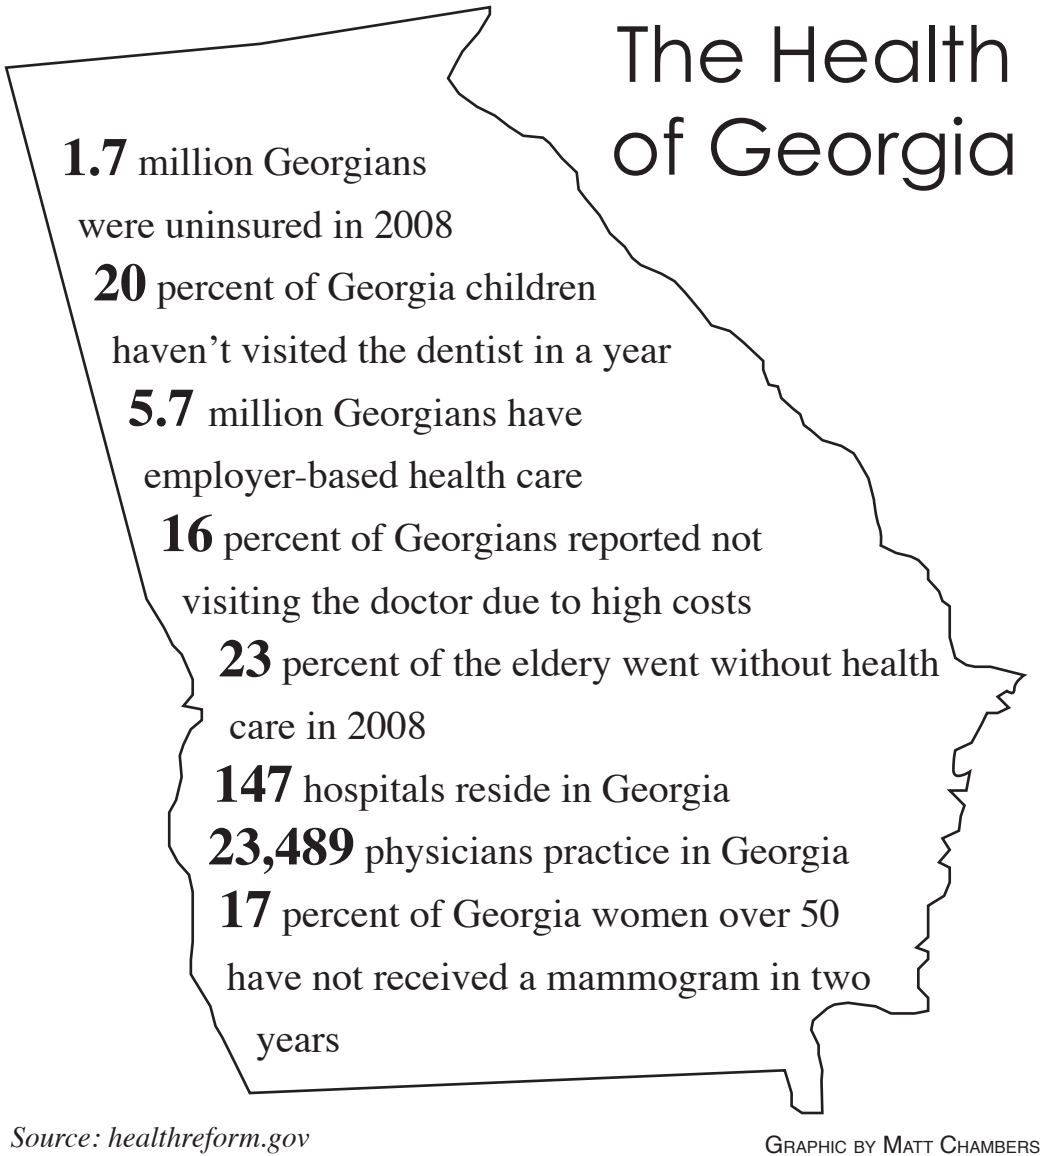 The Health
of Georgia
1.7 million Georgians
were uninsured in 2008
20 percent of Georgia children
haven’t visited the dentist in a year
5.7 million Georgians have
employer-based health care
16 percent of Georgians reported not
visiting the doctor due to high costs
23 percent of the eldery went without health
care in 2008
147 hospitals reside in Georgia
23,489 physicians practice in Georgia
17 percent of Georgia women over 50
have not received a mammogram in two
years
Source: healthreform.gov
GRAPHIC BY MATT CHAMBERS